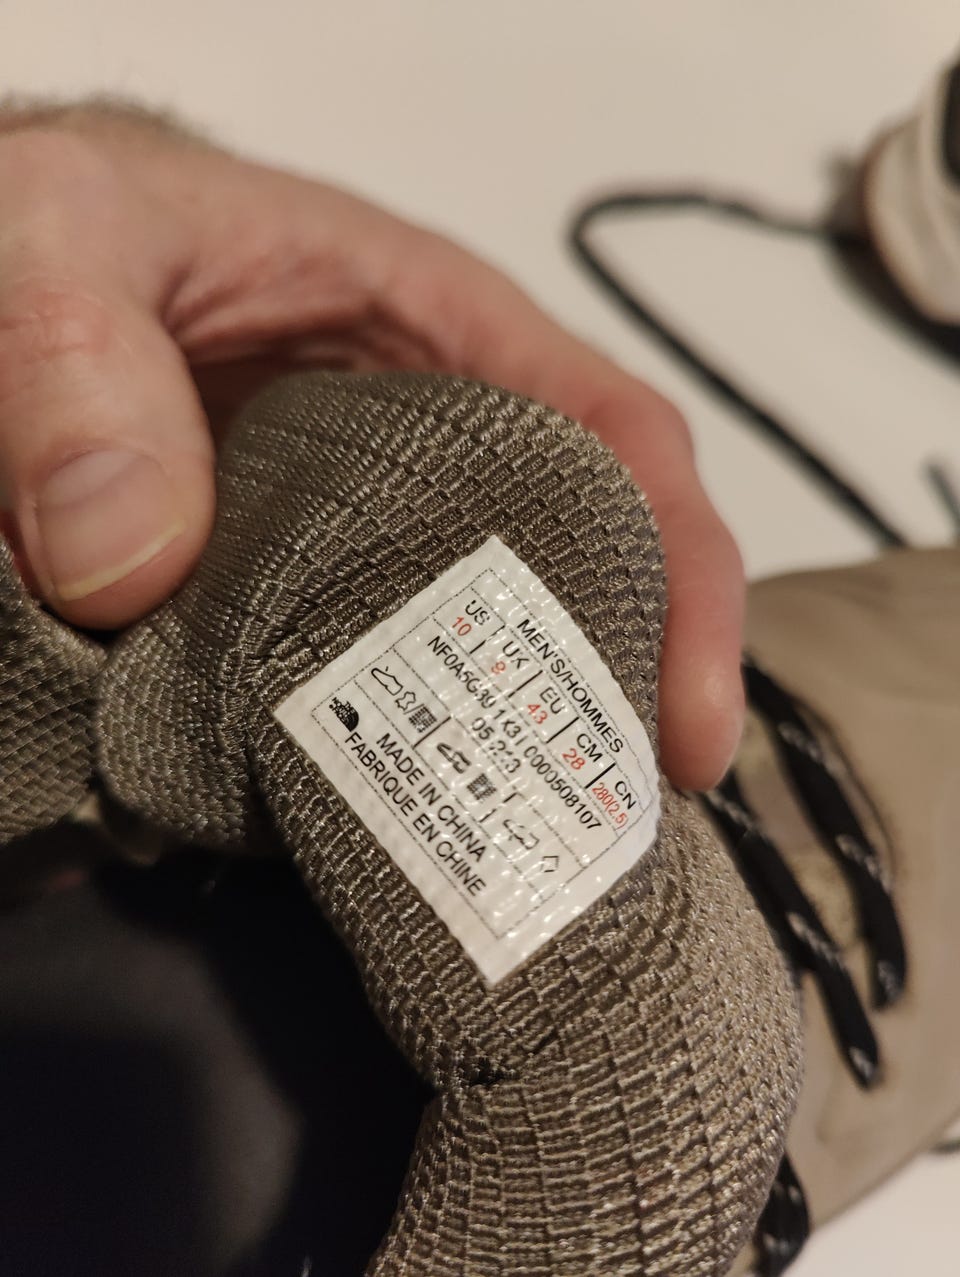 MEN'S/HOMMES
US UK EU CM CN
10 9 43 28 280(2.5)
1K3 0000508107
MADE IN CHINA
FABRIQUE EN CHINE